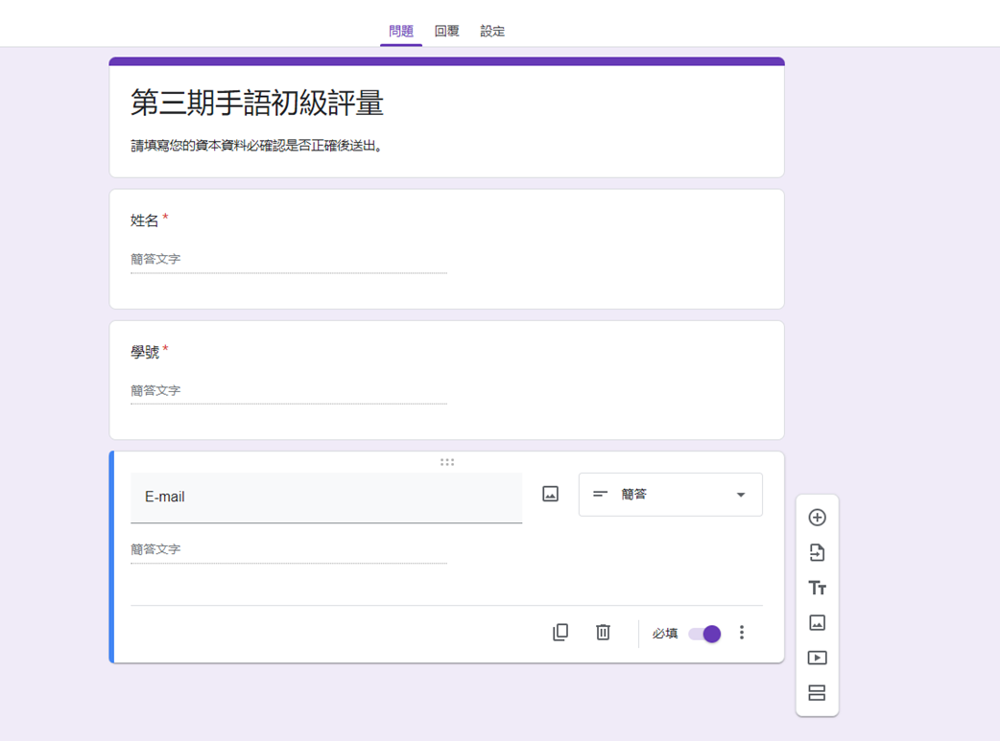 問題 回覆 設定
第三期手語初級評量
請填寫您的資本資料必確認是否正確後送出。
姓名 *
簡答文字
學號 *
簡答文字
E-mail 簡答
簡答文字
必填
Tт